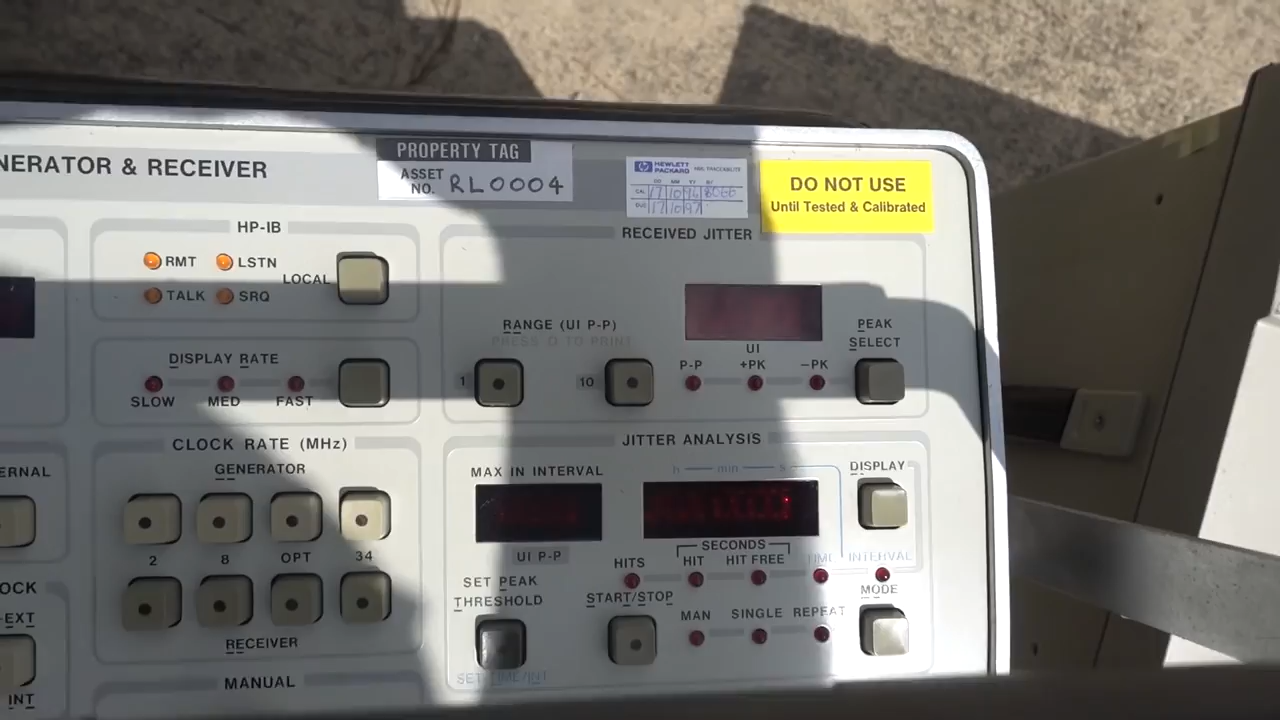 NERATOR & RECEIVER
PROPERTY TAG
ASSET
NO. RL0004
HEWLETT
PACKARD
DO NOT USE
Until Tested & Calibrated
HP-IB
RMT LSTN
TALK SRQ
LOCAL
DISPLAY RATE
SLOW MED FAST
RECEIVED JITTER
RANGE (UI P-P)
PRESS TO PRINT
1 10
UI
P-P +PK -PK
PEAK
SELECT
CLOCK RATE (MHz)
GENERATOR
2 8 OPT 34
RECEIVER
MANUAL
ERNAL
OCK
EXT
INT
JITTER ANALYSIS
MAX IN INTERVAL
UI P-P
h min s
DISPLAY
SECONDS
HITS HIT HIT FREE TIME INTERVAL
SET PEAK
THRESHOLD
SET TIME/INT
START/STOP
MAN SINGLE REPEAT
MODE